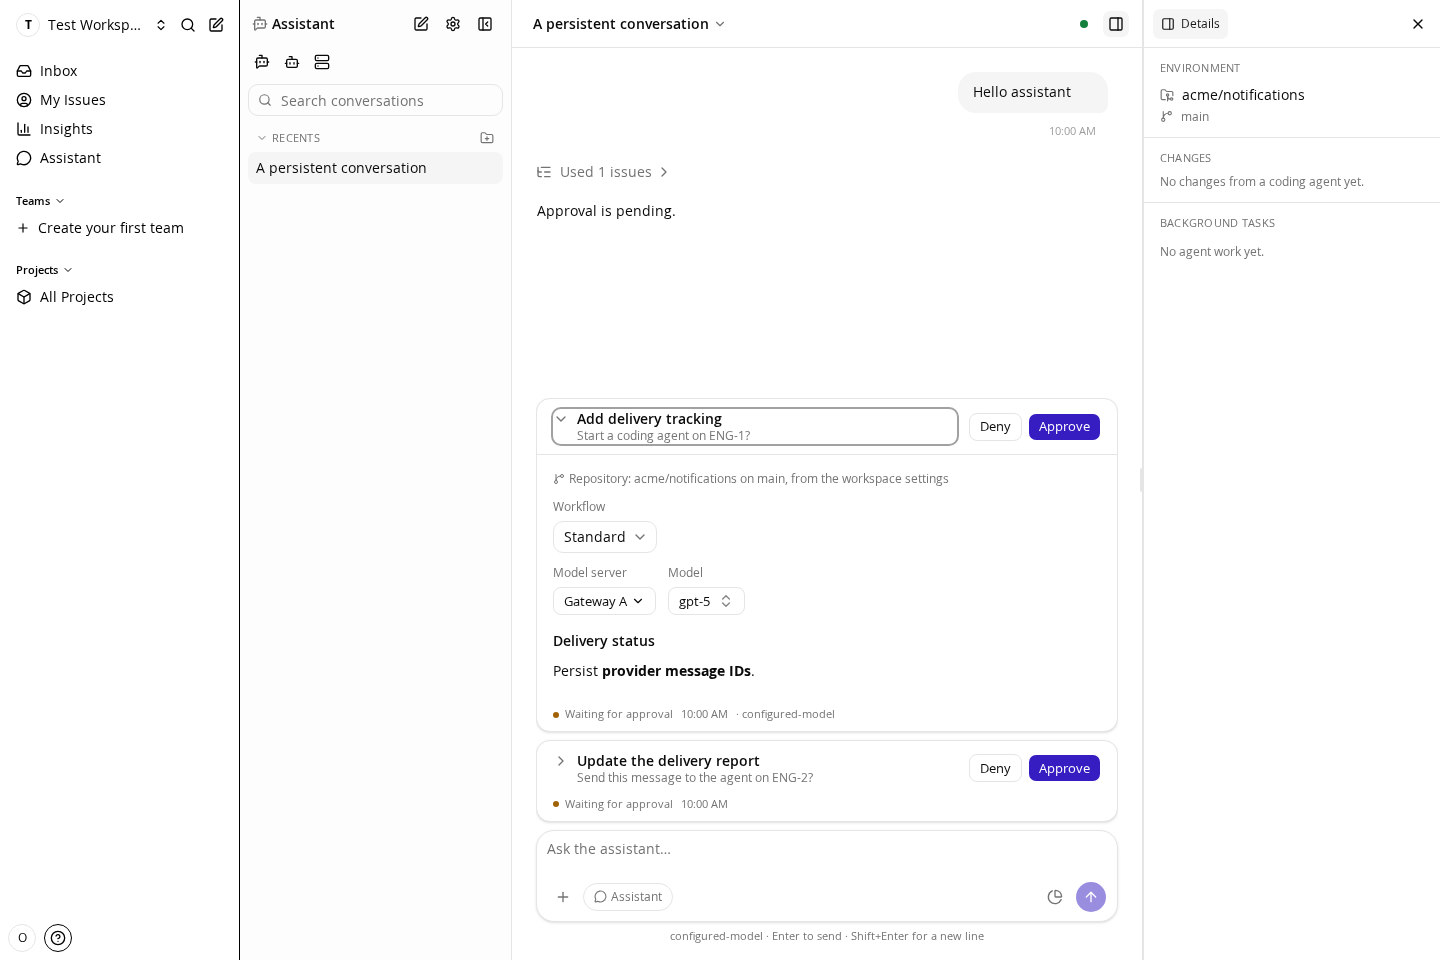 T Test Worksp...
Inbox
My Issues
Insights
Assistant
Teams
Create your first team
Projects
All Projects
O
Assistant
Search conversations
RECENTS
A persistent conversation
A persistent conversation
Hello assistant
10:00 AM
Used 1 issues
Approval is pending.
Add delivery tracking
Start a coding agent on ENG-1?
Deny Approve
Repository: acme/notifications on main, from the workspace settings
Workflow
Standard
Model server Model
Gateway A gpt-5
Delivery status
Persist provider message IDs.
Waiting for approval 10:00 AM · configured-model
Update the delivery report
Send this message to the agent on ENG-2?
Deny Approve
Waiting for approval 10:00 AM
Ask the assistant...
Assistant
configured-model · Enter to send · Shift+Enter for a new line
Details
ENVIRONMENT
acme/notifications
main
CHANGES
No changes from a coding agent yet.
BACKGROUND TASKS
No agent work yet.